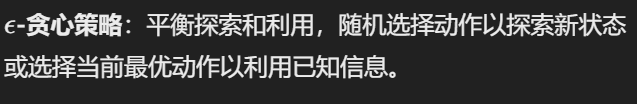 ϵ-贪心策略：平衡探索和利用，随机选择动作以探索新状态
或选择当前最优动作以利用已知信息。